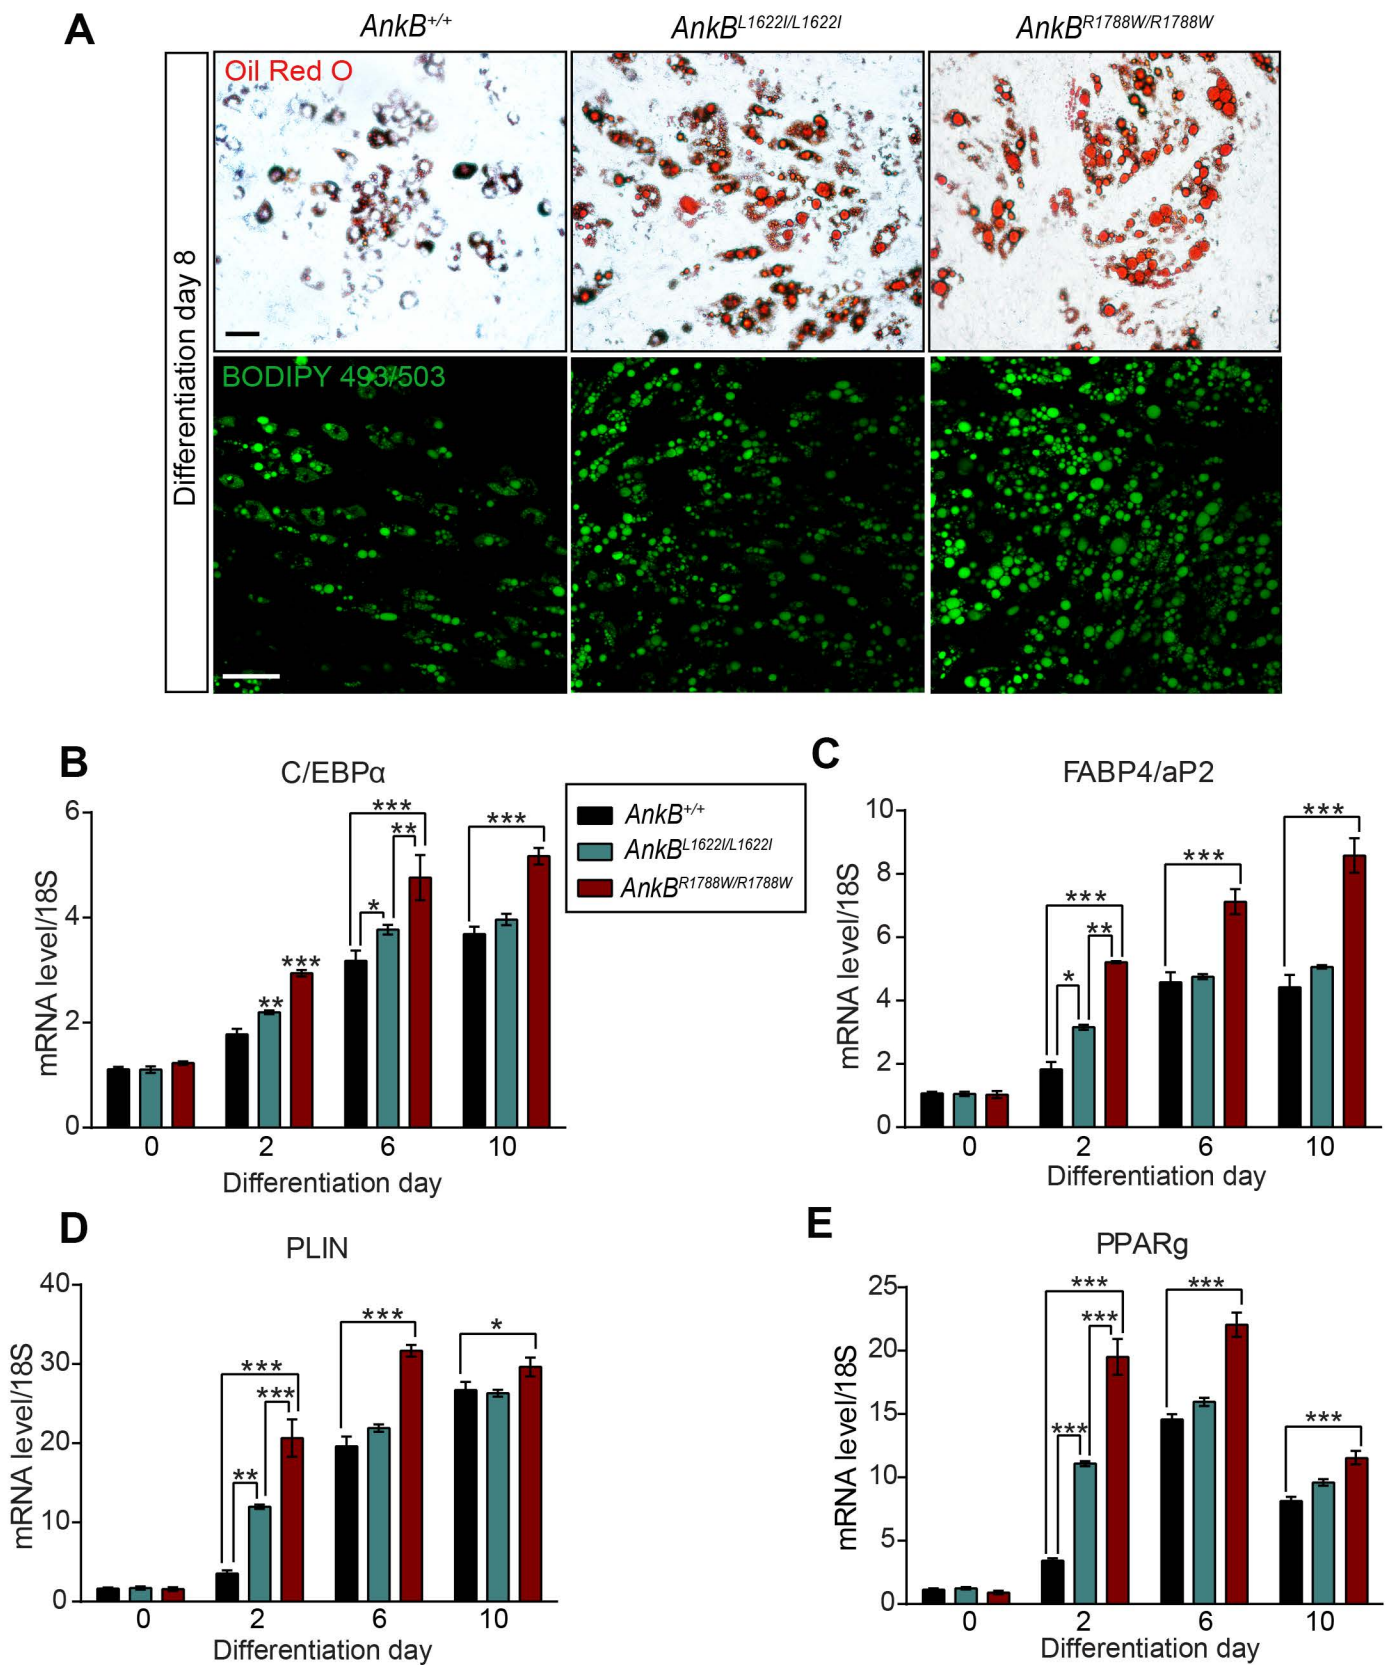 A
AnkB+/+
AnkBL1622I/L1622I
AnkBR1788W/R1788W
Differentiation day 8
Oil Red O
BODIPY 493/503
B
C/EBPα
mRNA level/18S
6
4
2
0
***
**
*
***
**
***
0 2 6 10
Differentiation day
AnkB+/+
AnkBL1622I/L1622I
AnkBR1788W/R1788W
C
FABP4/aP2
mRNA level/18S
10
8
6
4
2
0
***
**
*
***
***
0 2 6 10
Differentiation day
D
PLIN
mRNA level/18S
40
30
20
10
0
***
***
**
***
*
0 2 6 10
Differentiation day
E
PPARg
mRNA level/18S
25
20
15
10
5
0
***
***
***
***
***
0 2 6 10
Differentiation day